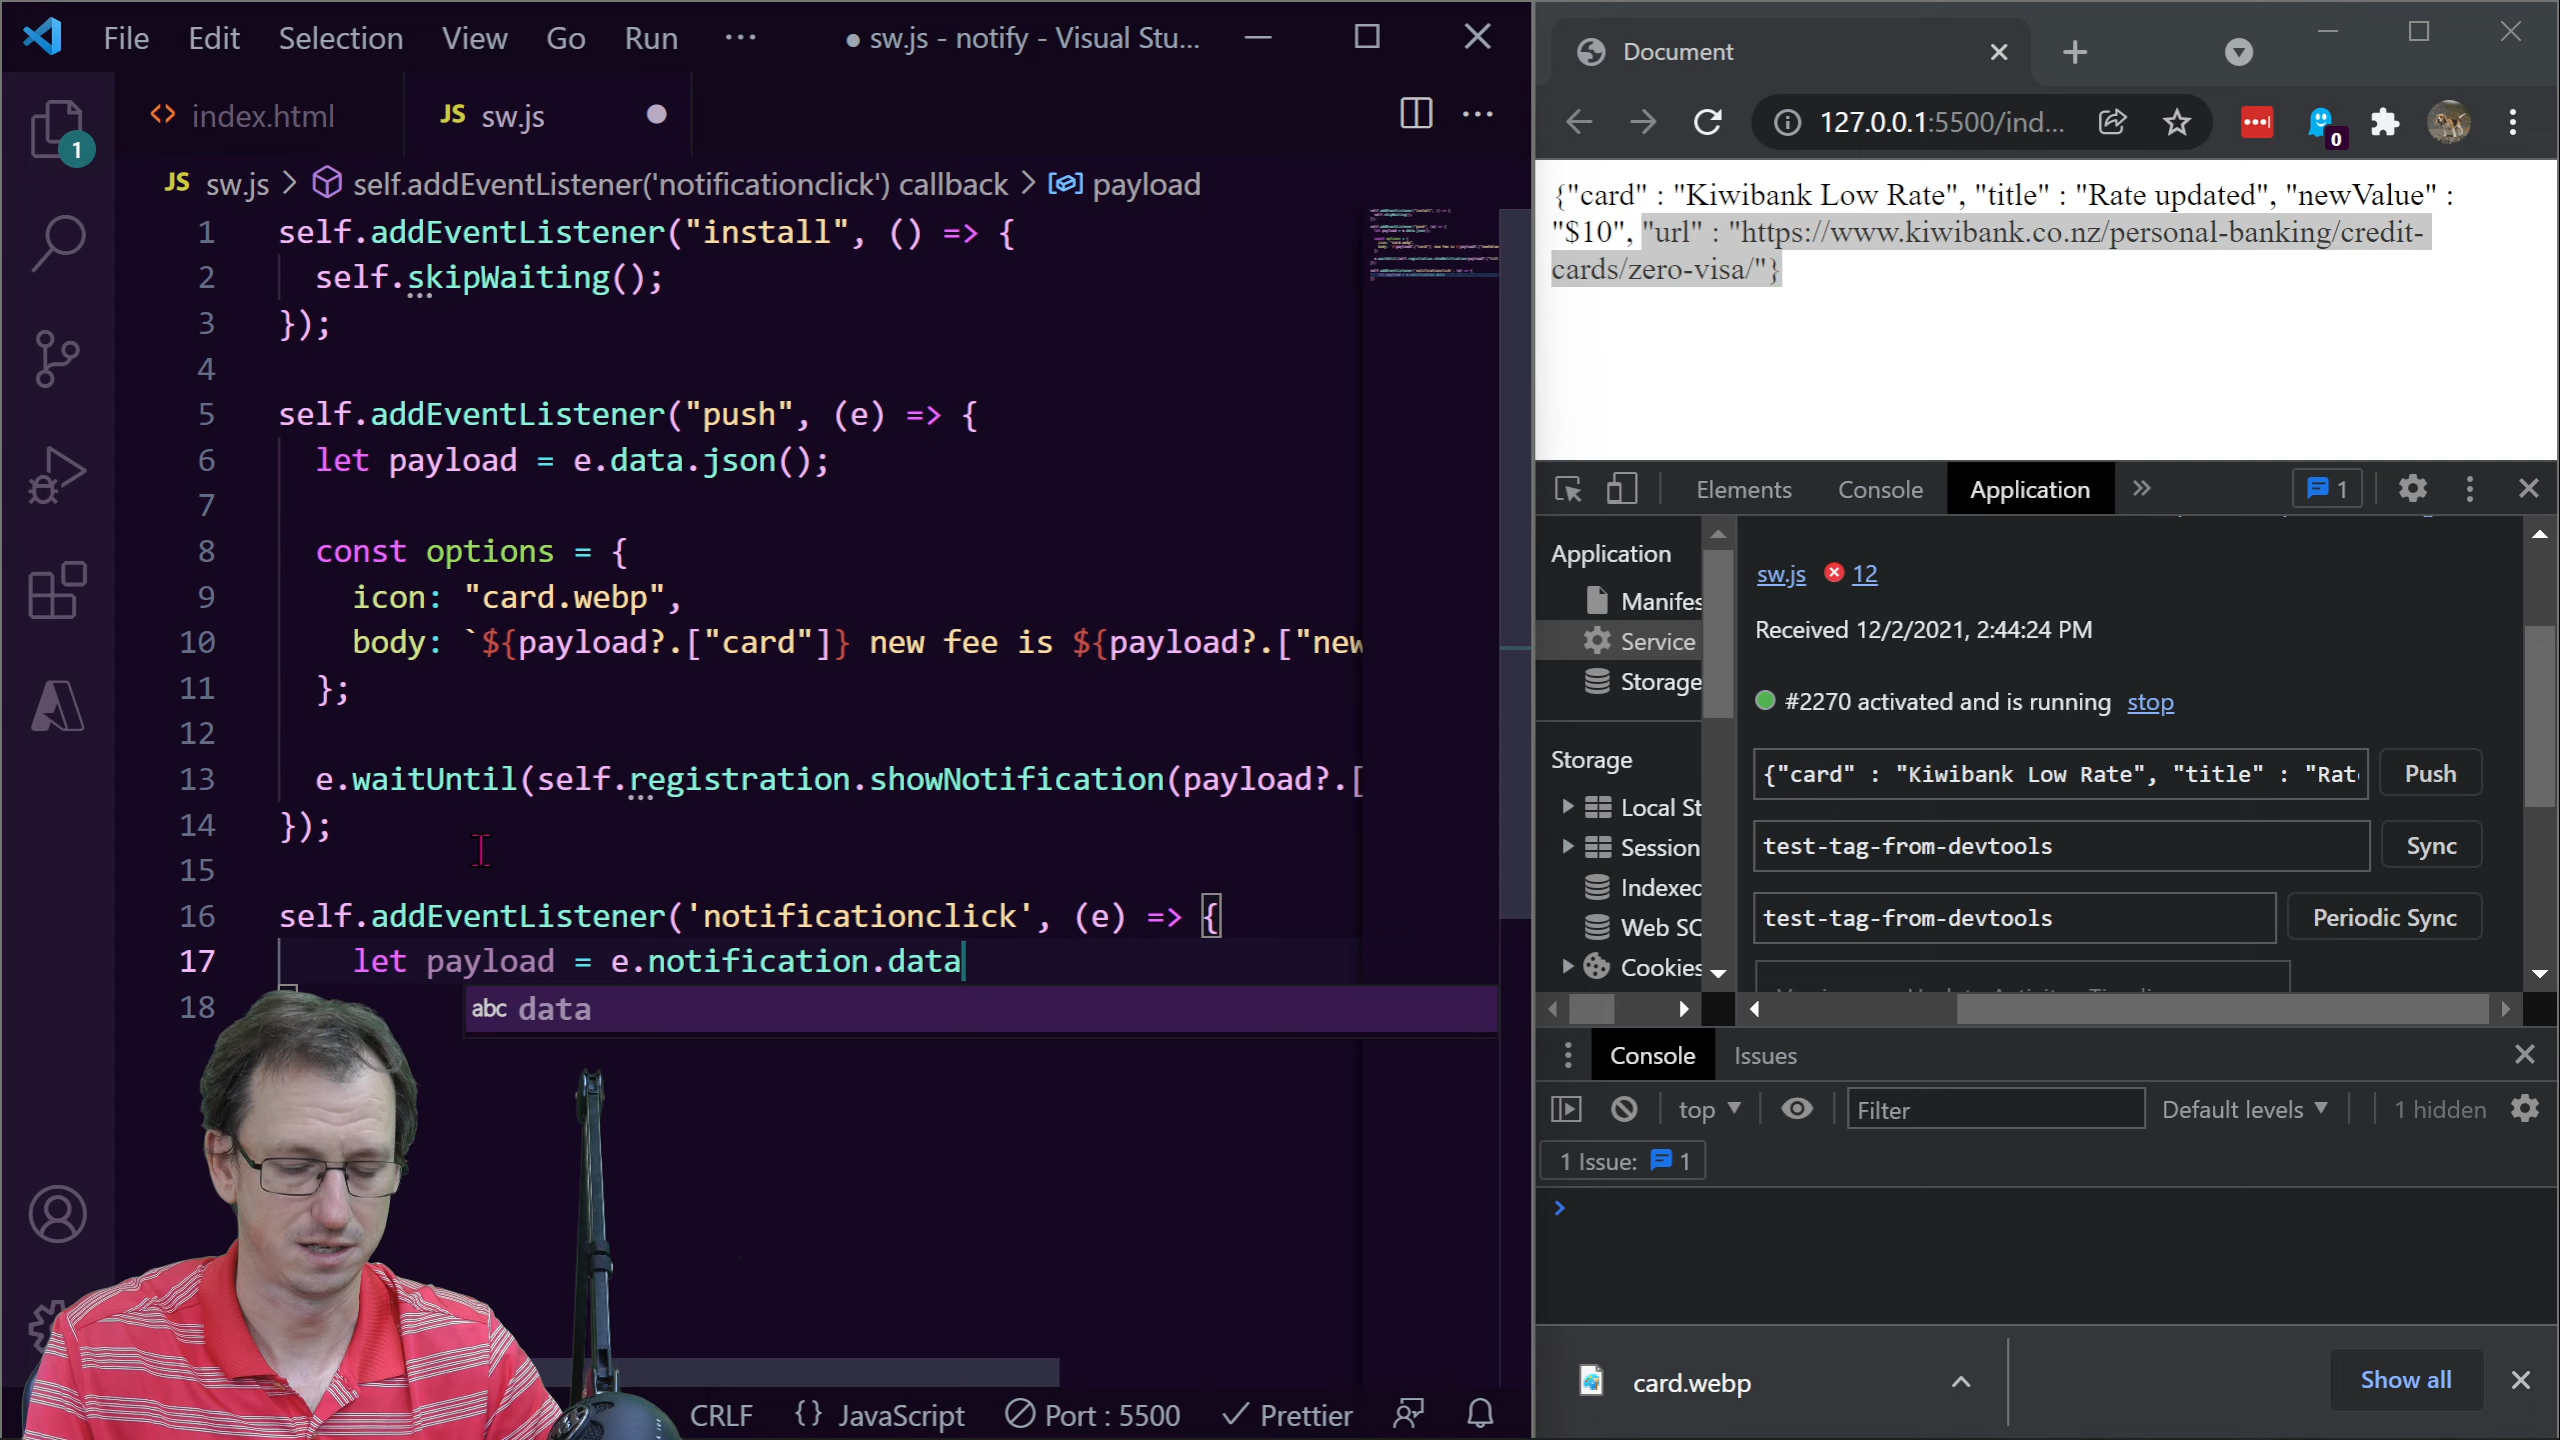 File Edit Selection View Go Run ··· ● sw.js - notify - Visual Stu...
index.html JS sw.js
JS sw.js > self.addEventListener('notificationclick') callback > payload
1 self.addEventListener("install", () => {
2 self.skipWaiting();
3 });
4
5 self.addEventListener("push", (e) => {
6 let payload = e.data.json();
7
8 const options = {
9 icon: "card.webp",
10 body: `${payload?.["card"]} new fee is ${payload?.["new
11 };
12
13 e.waitUntil(self.registration.showNotification(payload?.[
14 });
15
16 self.addEventListener('notificationclick', (e) => {
17 let payload = e.notification.data
18
abc data
1
CRLF {} JavaScript Port : 5500 Prettier
Document
127.0.0.1:5500/ind...
0
{"card" : "Kiwibank Low Rate", "title" : "Rate updated", "newValue" :
"$10", "url" : "https://www.kiwibank.co.nz/personal-banking/credit-
cards/zero-visa/"}
Elements Console Application » 1
Application
Manifes
Service
Storage
Storage
Local St
Session
Indexed
Web SQ
Cookies
sw.js 12
Received 12/2/2021, 2:44:24 PM
#2270 activated and is running stop
{"card" : "Kiwibank Low Rate", "title" : "Rat Push
test-tag-from-devtools Sync
test-tag-from-devtools Periodic Sync
Console Issues
top Filter Default levels 1 hidden
1 Issue: 1
>
card.webp Show all